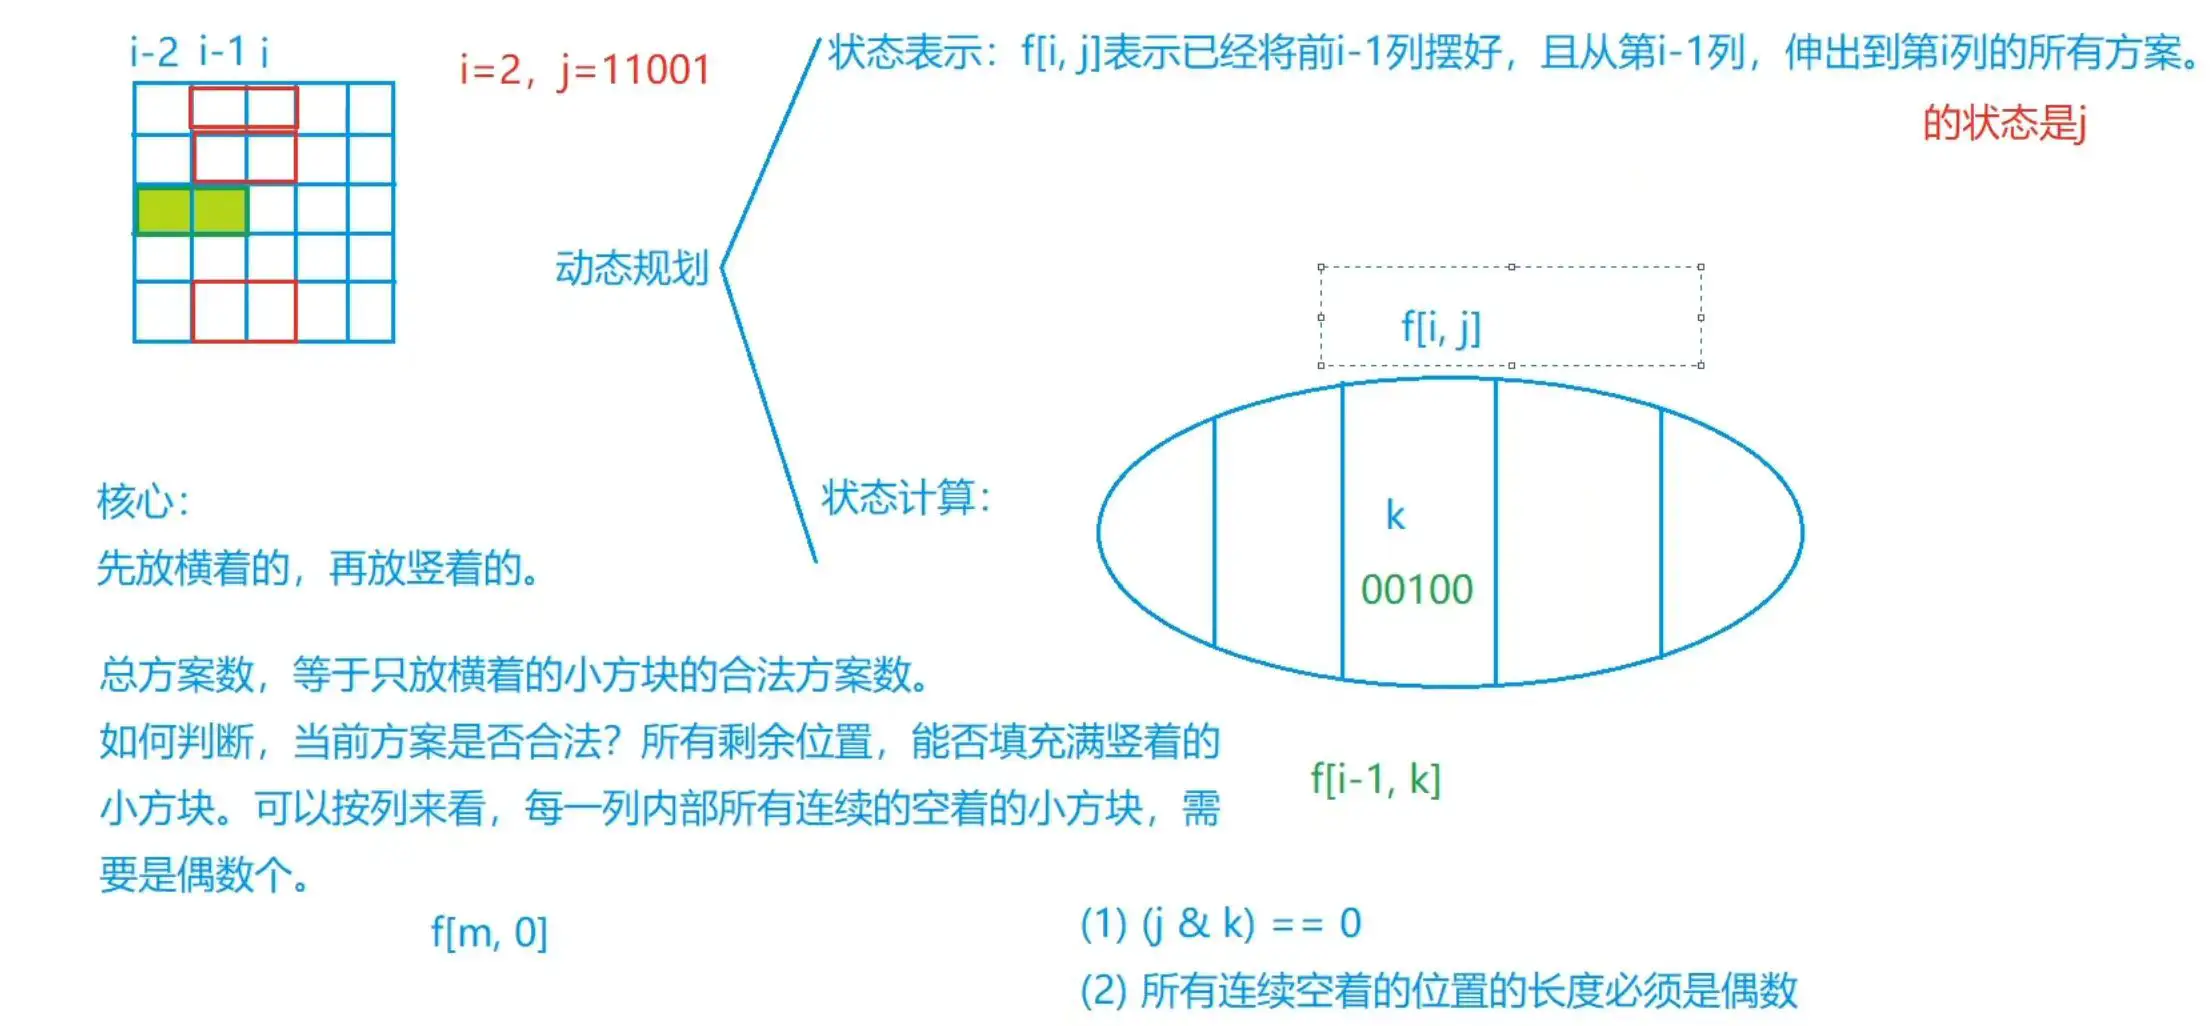 i-2 i-1 i
i=2，j=11001
状态表示：f[i, j]表示已经将前i-1列摆好，且从第i-1列，伸出到第i列的所有方案。
的状态是j
动态规划
f[i, j]
状态计算：
k
00100
f[i-1, k]
(1) (j & k) == 0
(2) 所有连续空着的位置的长度必须是偶数
核心：
先放横着的，再放竖着的。
总方案数，等于只放横着的小方块的合法方案数。
如何判断，当前方案是否合法？所有剩余位置，能否填充满竖着的
小方块。可以按列来看，每一列内部所有连续的空着的小方块，需
要是偶数个。
f[m, 0]